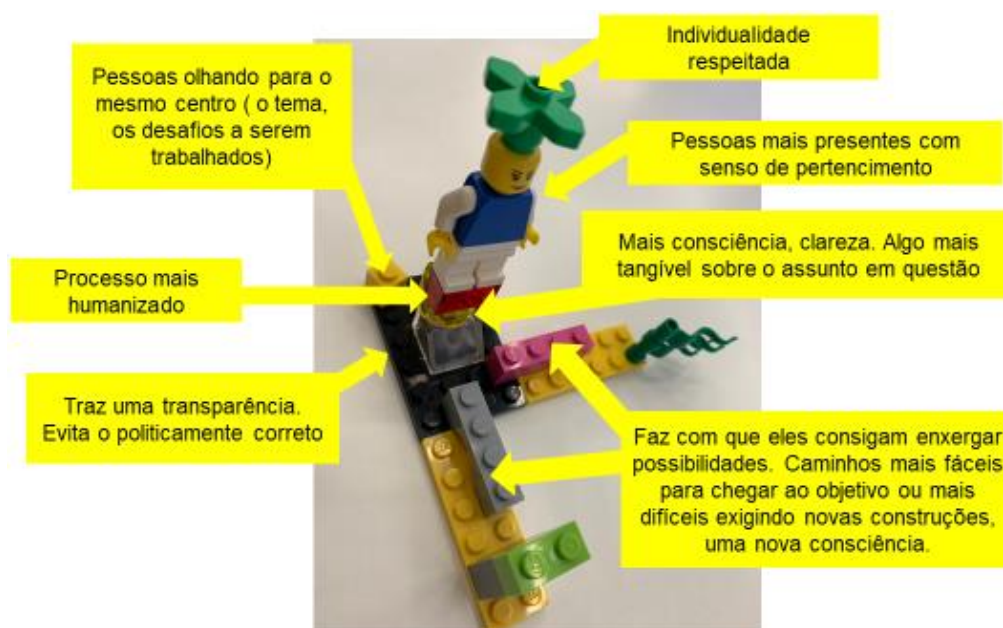 Individualidade
respeitada
Pessoas olhando para o
mesmo centro ( o tema,
os desafios a serem
trabalhados)
Pessoas mais presentes com
senso de pertencimento
Mais consciência, clareza. Algo mais
tangível sobre o assunto em questão
Processo mais
humanizado
Traz uma transparência.
Evita o politicamente correto
Faz com que eles consigam enxergar
possibilidades. Caminhos mais fáceis
para chegar ao objetivo ou mais
difíceis exigindo novas construções,
uma nova consciência.